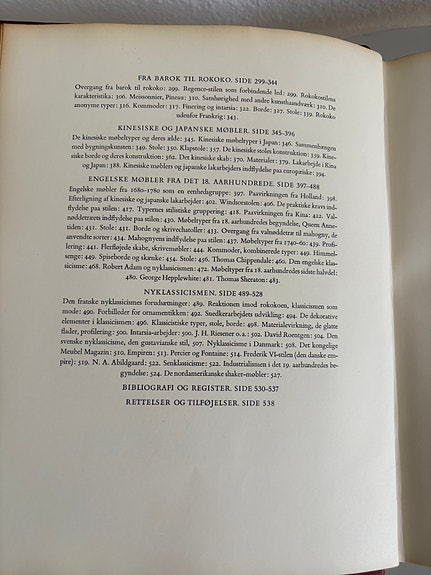 FRA BAROK TIL ROKOKO. SIDE 299-344
Overgang fra barok til rokoko: 299. Regence-stilen som forbindende led: 299. Rokokostilens
karakteristika: 306. Meissonnier, Pineau: 310. Samhørighed med andre kunsthaandværk: 310. De
anonyme typer: 316. Kommoder: 317. Finering og intarsia: 322. Borde: 327. Stole: 339. Rokoko
udenfor Frankrig: 343.
KINESISKE OG JAPANSKE MØBLER. SIDE 345-396
De kinesiske møbeltyper og deres ælde: 345. Kinesiske møbeltyper i Japan: 346. Sammenhængen
med bygningskunsten: 349. Stole: 350. Klapstole: 357. De kinesiske stoles konstruktion: 359. Kine-
siske borde og deres konstruktion: 362. Det kinesiske skab: 370. Materialer: 379. Lakarbejde i Kina
og Japan: 388. Kinesiske møblers og japanske lakarbejders indflydelse paa europæiske: 394.
ENGELSKE MØBLER FRA DET 18. AARHUNDREDE. SIDE 397-488
Engelske møbler fra 1680-1780 som en enhedsgruppe: 397. Paavirkningen fra Holland: 398.
Efterligning af kinesiske og japanske lakarbejder: 402. Windsorstolen: 406. De praktiske kravs ind-
flydelse paa stilen: 417. Typernes stilistiske gruppering: 418. Paavirkningen fra Kina: 422. Val-
nøddetræets indflydelse paa stilen: 430. Møbeltyper fra 18. aarhundredes begyndelse, Queen Anne-
tiden: 431. Stole: 431. Borde og skrivechatoller: 433. Overgang fra valnøddetræ til mahogny, de
anvendte sorter: 434. Mahognyens indflydelse paa stilen: 437. Møbeltyper fra 1740-60: 439. Profi-
lering: 441. Flerfløjede skabe, skrivemøbler: 444. Kommoder, kombinerede typer: 449. Himmel-
senge: 449. Spiseborde og skænke: 454. Stole: 456. Thomas Chippendale: 460. Den engelske klas-
sicisme: 468. Robert Adam og nyklassicismen: 472. Møbeltyper fra 18. aarhundredes sidste halvdel:
480. George Hepplewhite: 481. Thomas Sheraton: 483.
NYKLASSICISMEN. SIDE 489-528
Den franske nyklassicismes forudsætninger: 489. Reaktionen imod rokokoen, klassicismen som
mode: 490. Forbilleder for ornamentikken: 492. Snedkerarbejdets udvikling: 494. De dekorative
elementer i klassicismen: 496. Klassicistiske typer, stole, borde: 498. Materialevirkning, de glatte
flader, profilering: 500. Intarsia-arbejder: 500. J. H. Riesener o.a.: 502. David Roentgen: 504. Den
svenske nyklassicisme, den gustavianske stil, 507. Nyklassicisme i Danmark: 508. Det kongelige
Meubel Magazin: 510. Empiren: 513. Percier og Fontaine: 514. Frederik VI-stilen (den danske em-
pire): 519. N. A. Abildgaard: 522. Senklassicisme: 522. Industrialismen i det 19. aarhundredes be-
gyndelse: 524. De nordamerikanske shaker-møbler: 527.
BIBLIOGRAFI OG REGISTER. SIDE 530-537
RETTELSER OG TILFØJELSER. SIDE 538